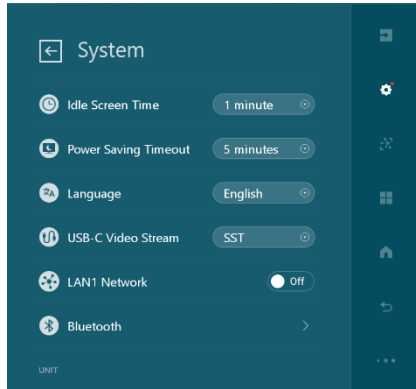 System
Idle Screen Time 1 minute
Power Saving Timeout 5 minutes
Language English
USB-C Video Stream SST
LAN1 Network Off
Bluetooth
UNIT